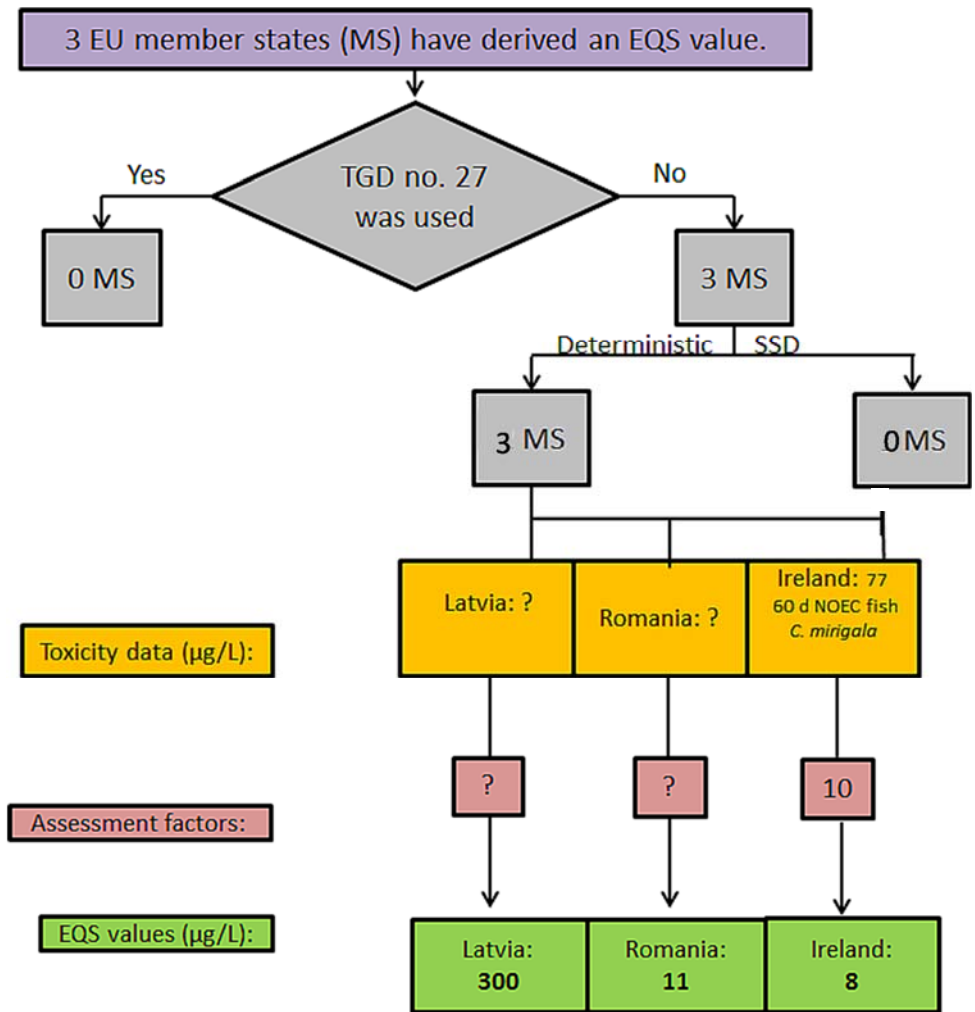 3 EU member states (MS) have derived an EQS value.
TGD no. 27
was used
Yes
No
0 MS
3 MS
Deterministic
SSD
3 MS
0 MS
Toxicity data (µg/L):
Latvia: ?
Romania: ?
Ireland: 77
60 d NOEC fish
C. mirigala
Assessment factors:
?
?
10
EQS values (µg/L):
Latvia:
300
Romania:
11
Ireland:
8